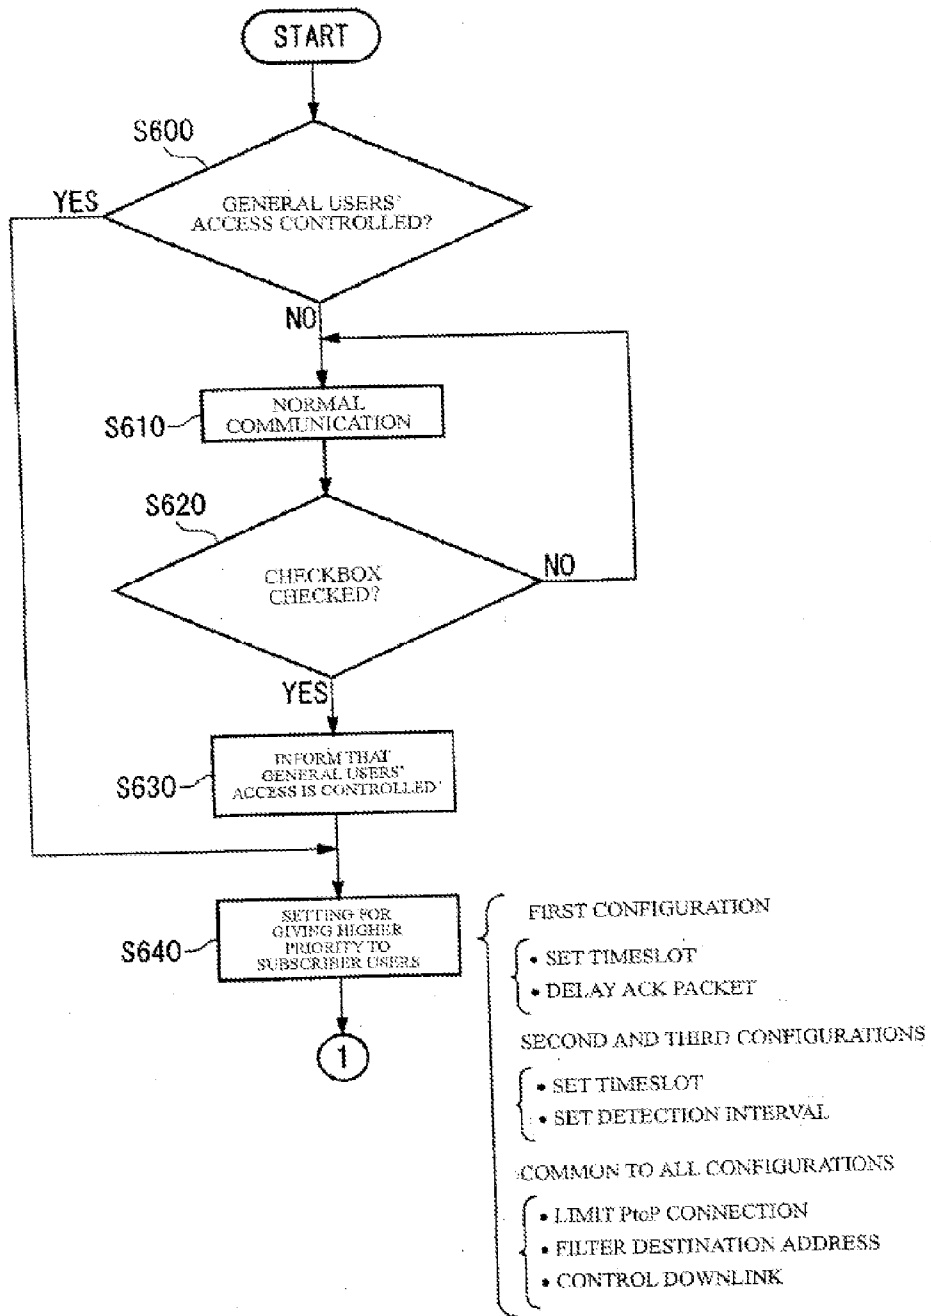 START
S600
YES
GENERAL USERS'
ACCESS CONTROLLED?
NO
S610
NORMAL
COMMUNICATION
S620
CHECKBOX
CHECKED?
NO
YES
S630
INFORM THAT
GENERAL USERS'
ACCESS IS CONTROLLED
S640
SETTING FOR
GIVING HIGHER
PRIORITY TO
SUBSCRIBER USERS
1
FIRST CONFIGURATION
• SET TIMESLOT
• DELAY ACK PACKET
SECOND AND THIRD CONFIGURATIONS
• SET TIMESLOT
• SET DETECTION INTERVAL
COMMON TO ALL CONFIGURATIONS
• LIMIT PtoP CONNECTION
• FILTER DESTINATION ADDRESS
• CONTROL DOWNLINK